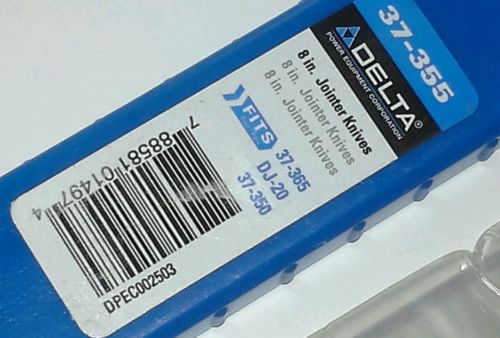 37-355
DELTA®
POWER EQUIPMENT CORPORATION
8 in. Jointer Knives
8 in. Jointer Knives
8 in. Jointer Knives
FITS
37-365
DJ-20
37-350
7 88581 01497 4
DPEC002503